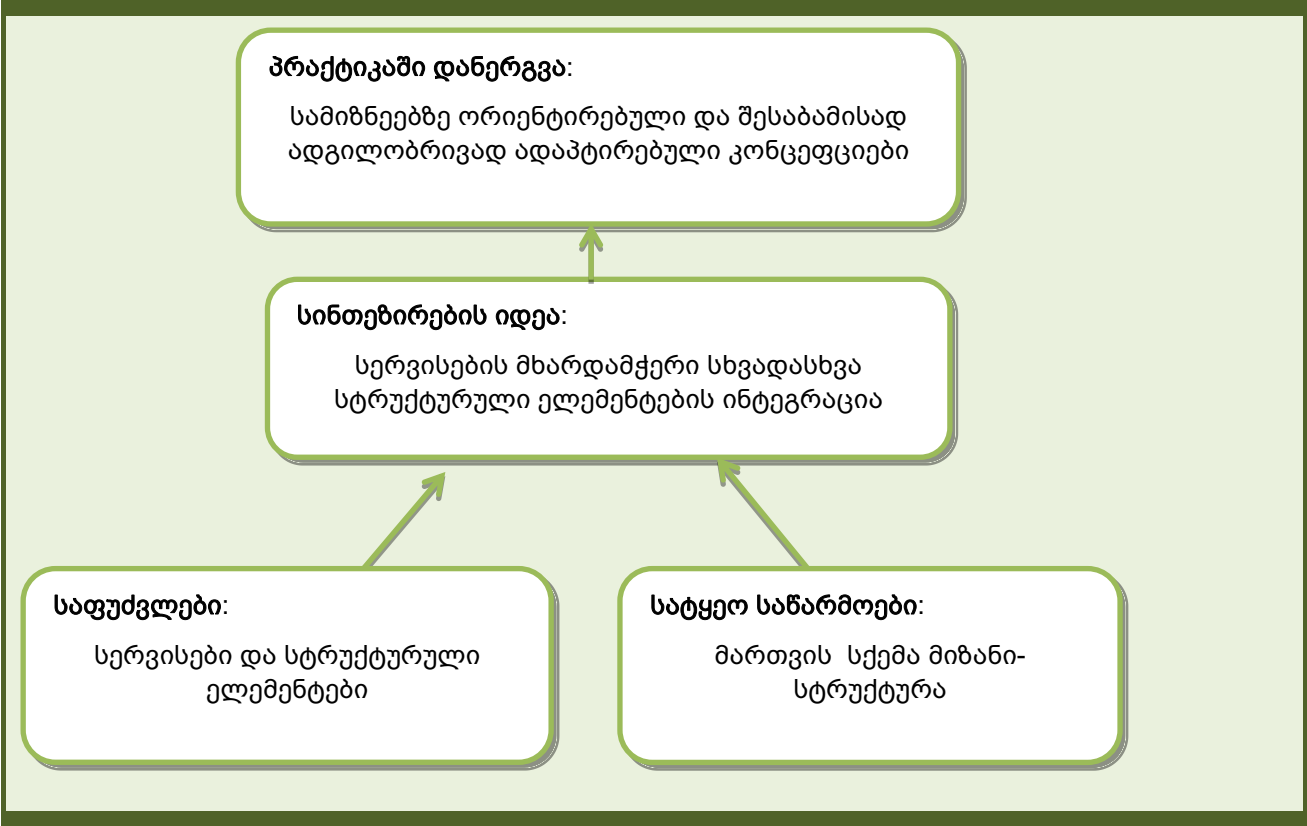 პრაქტიკაში დანერგვა:
სამიზნეებზე ორიენტირებული და შესაბამისად
ადგილობრივად ადაპტირებული კონცეფციები
სინთეზირების იდეა:
სერვისების მხარდამჭერი სხვადასხვა
სტრუქტურული ელემენტების ინტეგრაცია
საფუძვლები:
სერვისები და სტრუქტურული
ელემენტები
სატყეო საწარმოები:
მართვის სქემა მიზანი-
სტრუქტურა